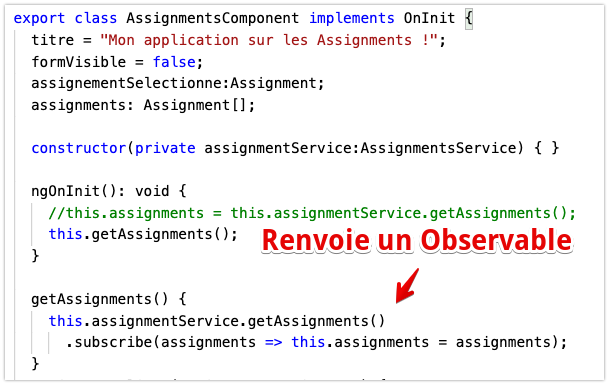 export class AssignmentsComponent implements OnInit {
titre = "Mon application sur les Assignments !";
formVisible = false;
assignementSelectionne:Assignment;
assignments: Assignment[];
constructor(private assignmentService:AssignmentsService) { }
ngOnInit(): void {
//this.assignments = this.assignmentService.getAssignments();
this.getAssignments();
Renvoie un Observable
}
getAssignments() {
this.assignmentService.getAssignments()
.subscribe(assignments => this.assignments = assignments);
}